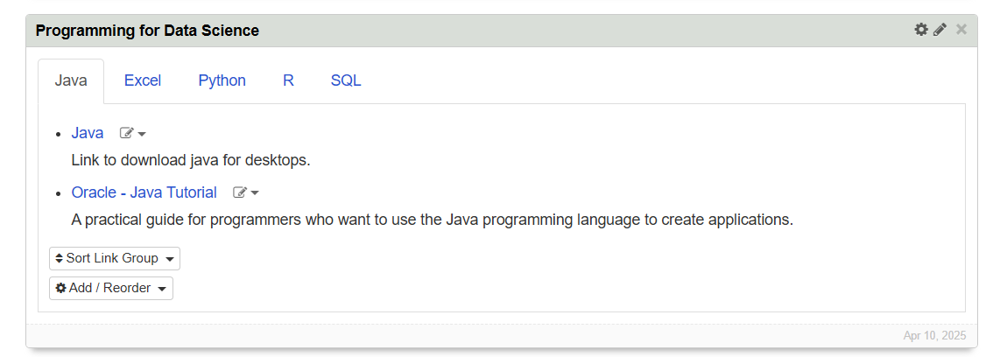 Programming for Data Science
Java Excel Python R SQL
Java
Link to download java for desktops.
Oracle - Java Tutorial
A practical guide for programmers who want to use the Java programming language to create applications.
Sort Link Group
Add / Reorder
Apr 10, 2025